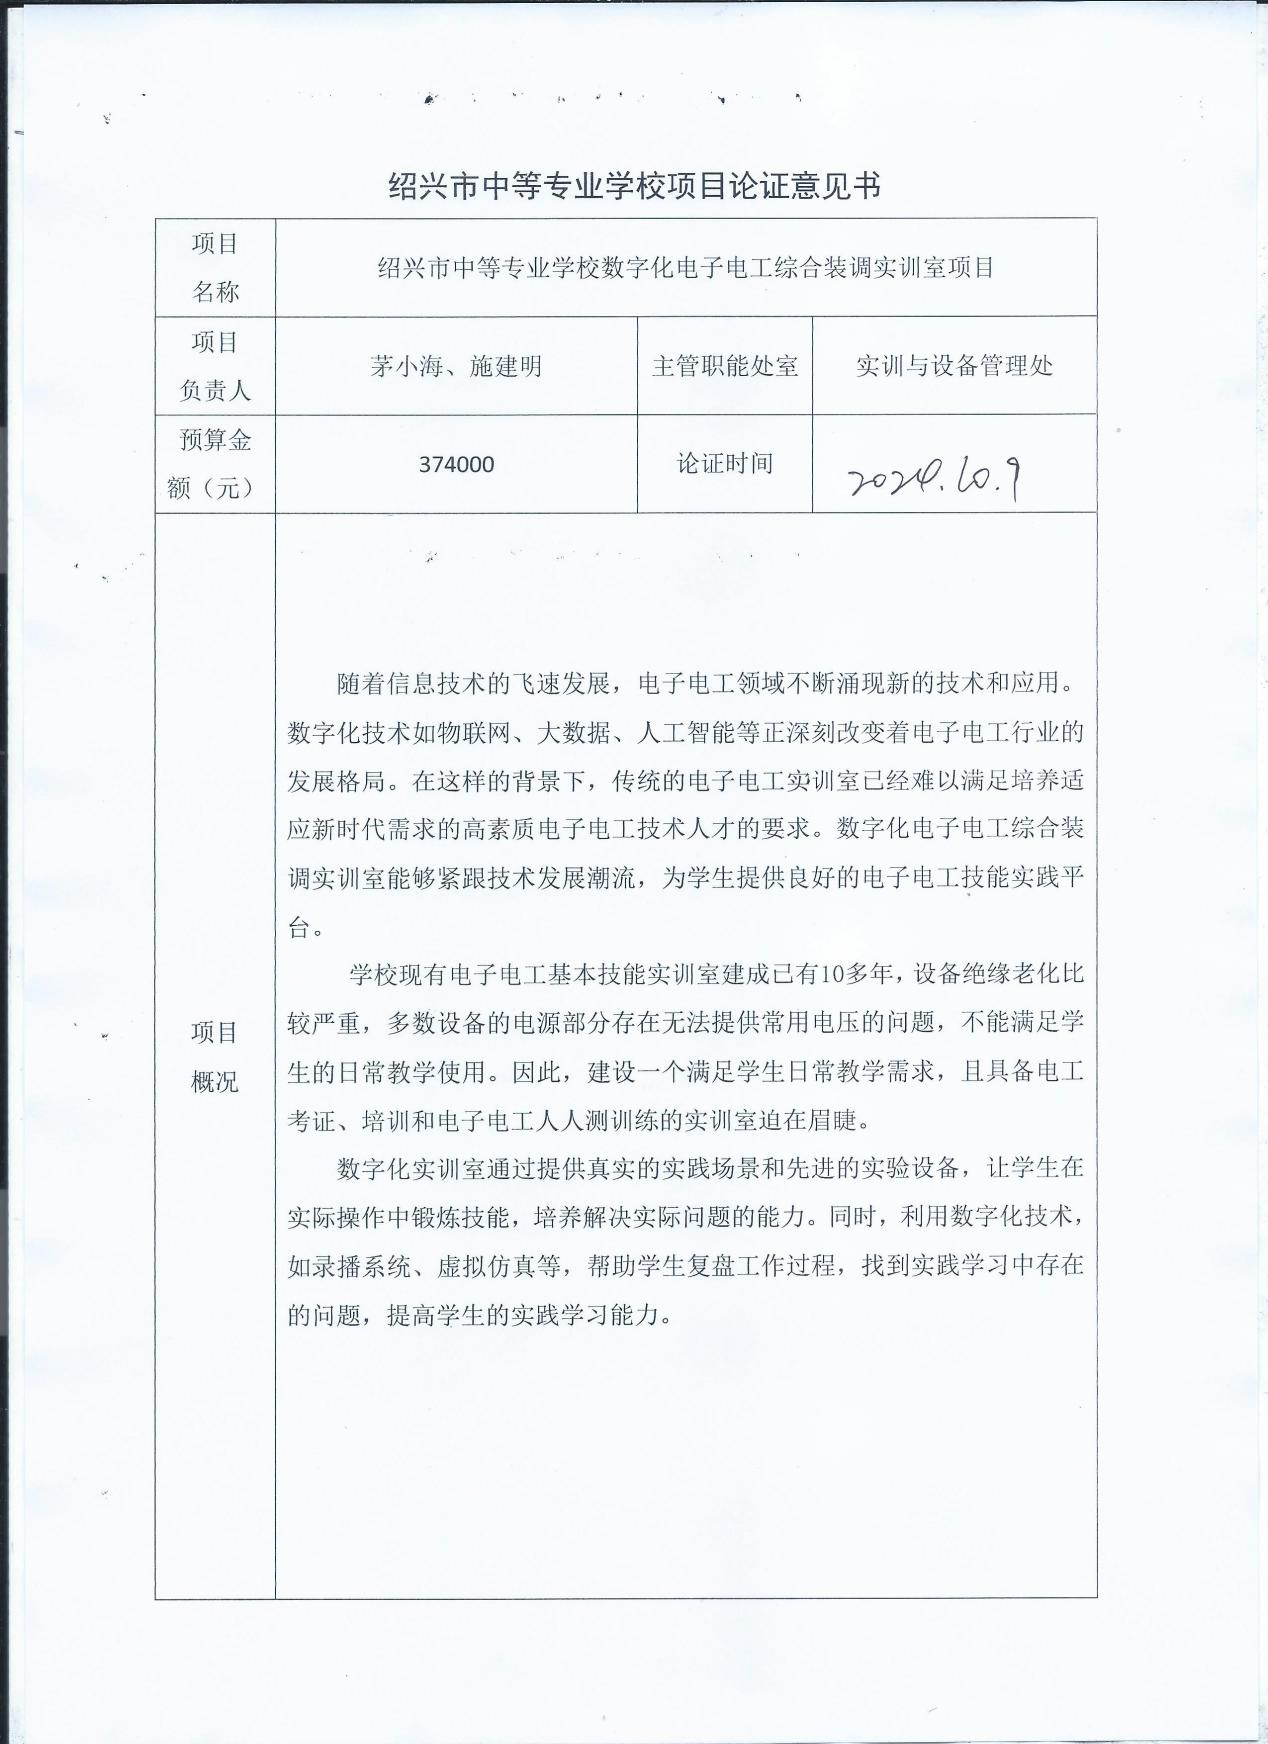 绍兴市中等专业学校项目论证意见书
项目
名称
绍兴市中等专业学校数字化电子电工综合装调实训室项目
项目
负责人
茅小海、施建明
主管职能处室
实训与设备管理处
预算金
额（元）
374000
论证时间
2024.10.9
项目
概况
随着信息技术的飞速发展，电子电工领域不断涌现新的技术和应用。
数字化技术如物联网、大数据、人工智能等正深刻改变着电子电工行业的
发展格局。在这样的背景下，传统的电子电工实训室已经难以满足培养适
应新时代需求的高素质电子电工技术人才的要求。数字化电子电工综合装
调实训室能够紧跟技术发展潮流，为学生提供良好的电子电工技能实践平
台。
学校现有电子电工基本技能实训室建成已有10多年，设备绝缘老化比
较严重，多数设备的电源部分存在无法提供常用电压的问题，不能满足学
生的日常教学使用。因此，建设一个满足学生日常教学需求，且具备电工
考证、培训和电子电工人人测训练的实训室迫在眉睫。
数字化实训室通过提供真实的实践场景和先进的实验设备，让学生在
实际操作中锻炼技能，培养解决实际问题的能力。同时，利用数字化技术，
如录播系统、虚拟仿真等，帮助学生复盘工作过程，找到实践学习中存在
的问题，提高学生的实践学习能力。